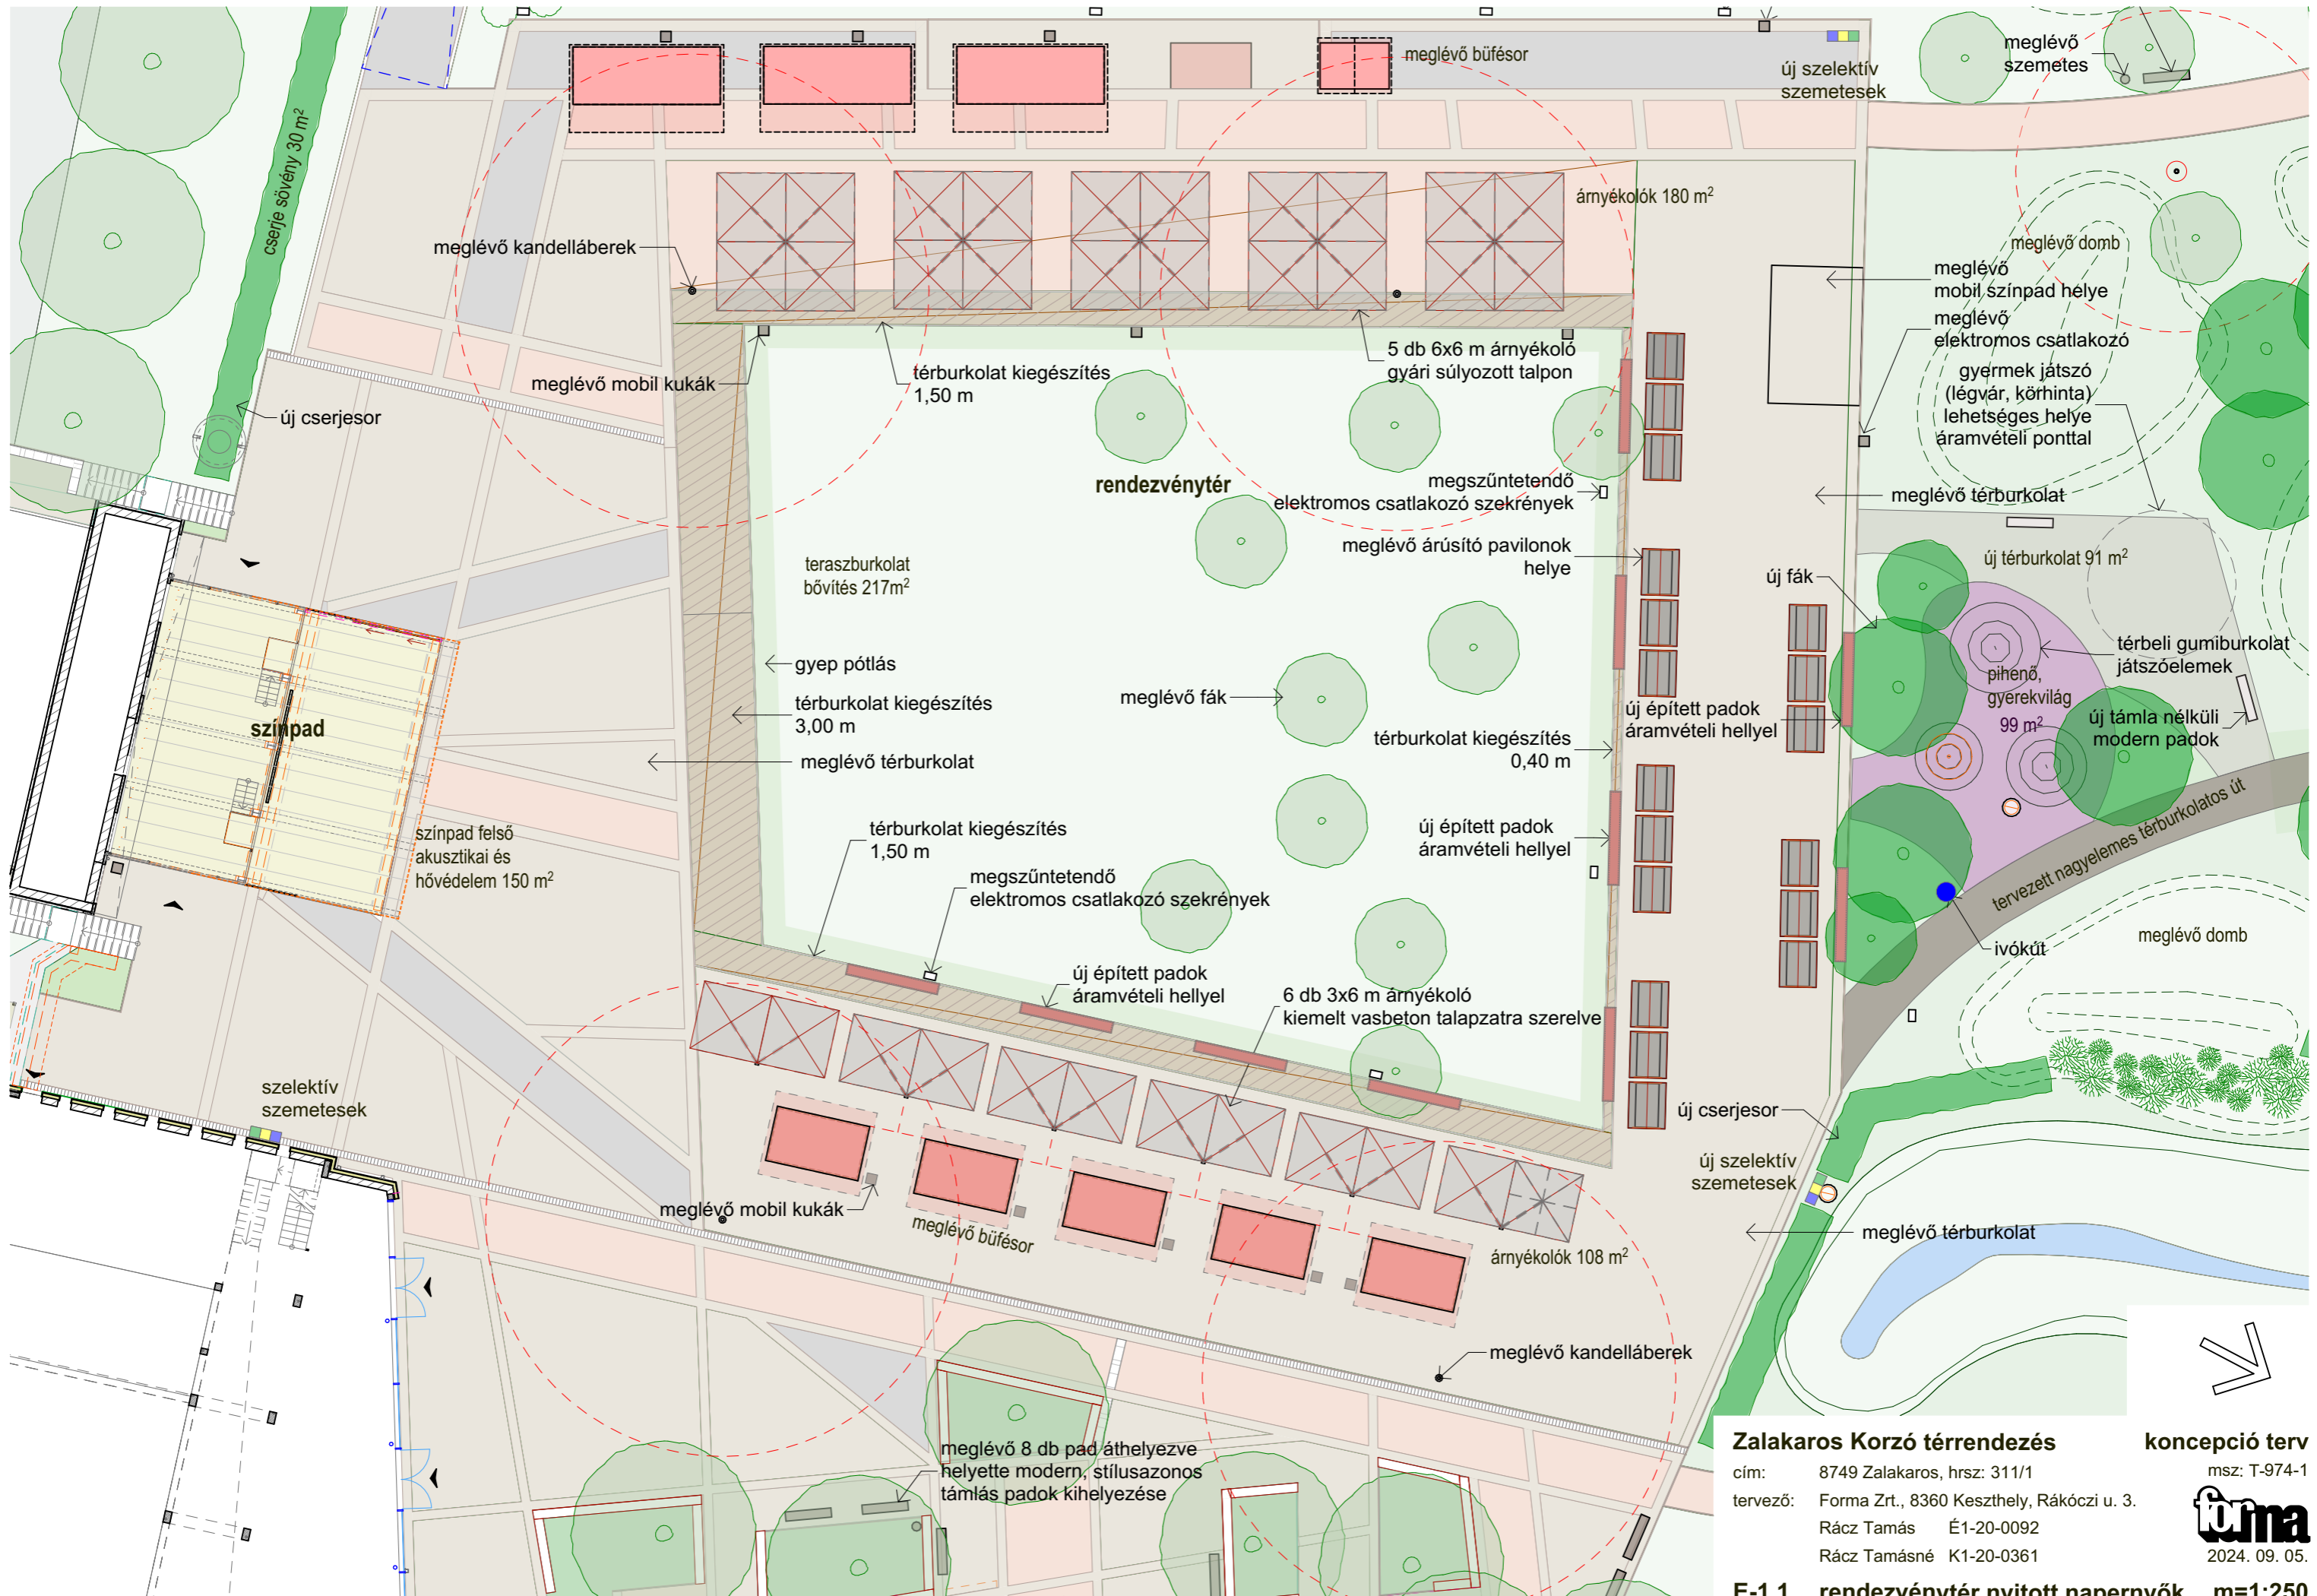 meglévő büfésor
új szelektív
szemetesek
meglévő
szemetes
cserje sövény 30 m²
árnyékolók 180 m²
meglévő kandelláberek
meglévő domb
meglévő
mobil színpad helye
meglévő
elektromos csatlakozó
gyermek játszó
(légvár, körhinta)
lehetséges helye
áramvételi ponttal
5 db 6x6 m árnyékoló
gyári súlyozott talpon
térburkolat kiegészítés
1,50 m
meglévő mobil kukák
új cserjesor
rendezvénytér
megszűntetendő
elektromos csatlakozó szekrények
meglévő térburkolat
meglévő árúsító pavilonok
helye
teraszburkolat
bővítés 217m²
új térburkolat 91 m²
új fák
gyep pótlás
térbeli gumiburkolat
játszóelemek
pihenő,
gyerekvilág
99 m²
meglévő fák
térburkolat kiegészítés
3,00 m
új épített padok
áramvételi hellyel
új támla nélküli
modern padok
színpad
térburkolat kiegészítés
0,40 m
meglévő térburkolat
tervezett nagyelemes térburkolatos út
színpad felső
akusztikai és
hővédelem 150 m²
térburkolat kiegészítés
1,50 m
új épített padok
áramvételi hellyel
megszűntetendő
elektromos csatlakozó szekrények
meglévő domb
ivókút
új épített padok
áramvételi hellyel
6 db 3x6 m árnyékoló
kiemelt vasbeton talapzatra szerelve
szelektív
szemetesek
új cserjesor
új szelektív
szemetesek
meglévő mobil kukák
meglévő büfésor
meglévő térburkolat
árnyékolók 108 m²
meglévő kandelláberek
meglévő 8 db pad áthelyezve
helyette modern, stílusazonos
támlás padok kihelyezése
Zalakaros Korzó térrendezés koncepció terv
cím: 8749 Zalakaros, hrsz: 311/1 msz: T-974-1
tervező: Forma Zrt., 8360 Keszthely, Rákóczi u. 3.
forma
Rácz Tamás É1-20-0092
Rácz Tamásné K1-20-0361 2024. 09. 05.
E-1.1 rendezvénytér nyitott napernyők m=1:250